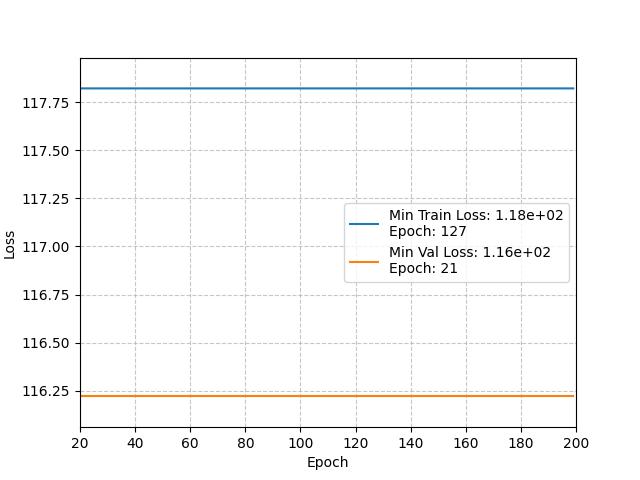 117.75
117.50
117.25
117.00
116.75
116.50
116.25
Loss
Min Train Loss: 1.18e+02
Epoch: 127
Min Val Loss: 1.16e+02
Epoch: 21
20 40 60 80 100 120 140 160 180 200
Epoch